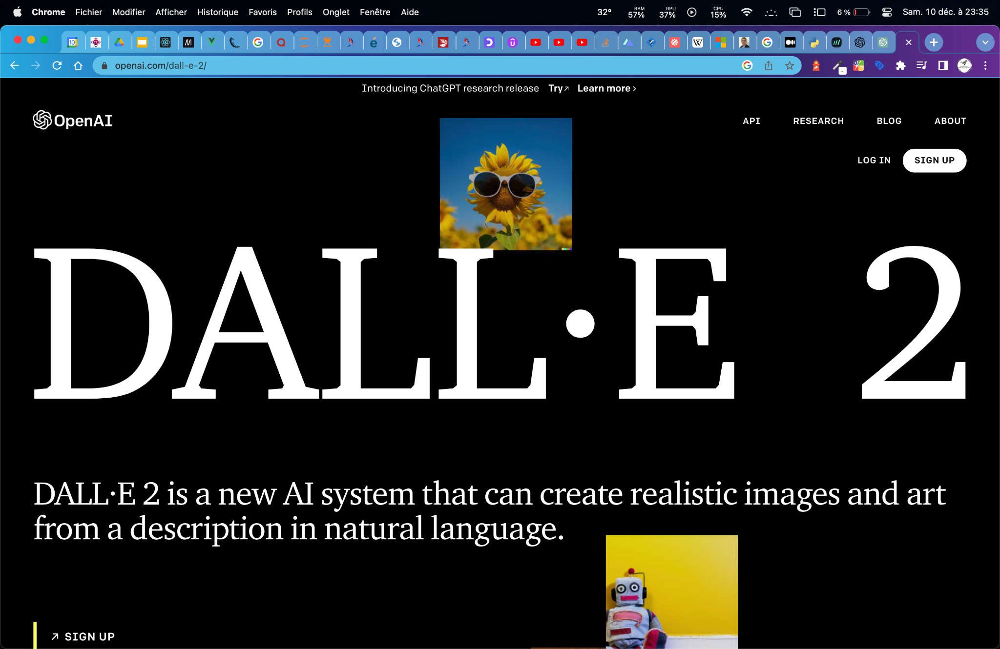 Chrome Fichier Modifier Afficher Historique Favoris Profils Onglet Fenêtre Aide 32° RAM 57% GPU 37% CPU 15% 6 % Sam. 10 déc. à 23:35
openai.com/dall-e-2/
Introducing ChatGPT research release Try↗ Learn more ›
OpenAI API RESEARCH BLOG ABOUT
LOG IN SIGN UP
DALL·E 2
DALL·E 2 is a new AI system that can create realistic images and art
from a description in natural language.
↗ SIGN UP